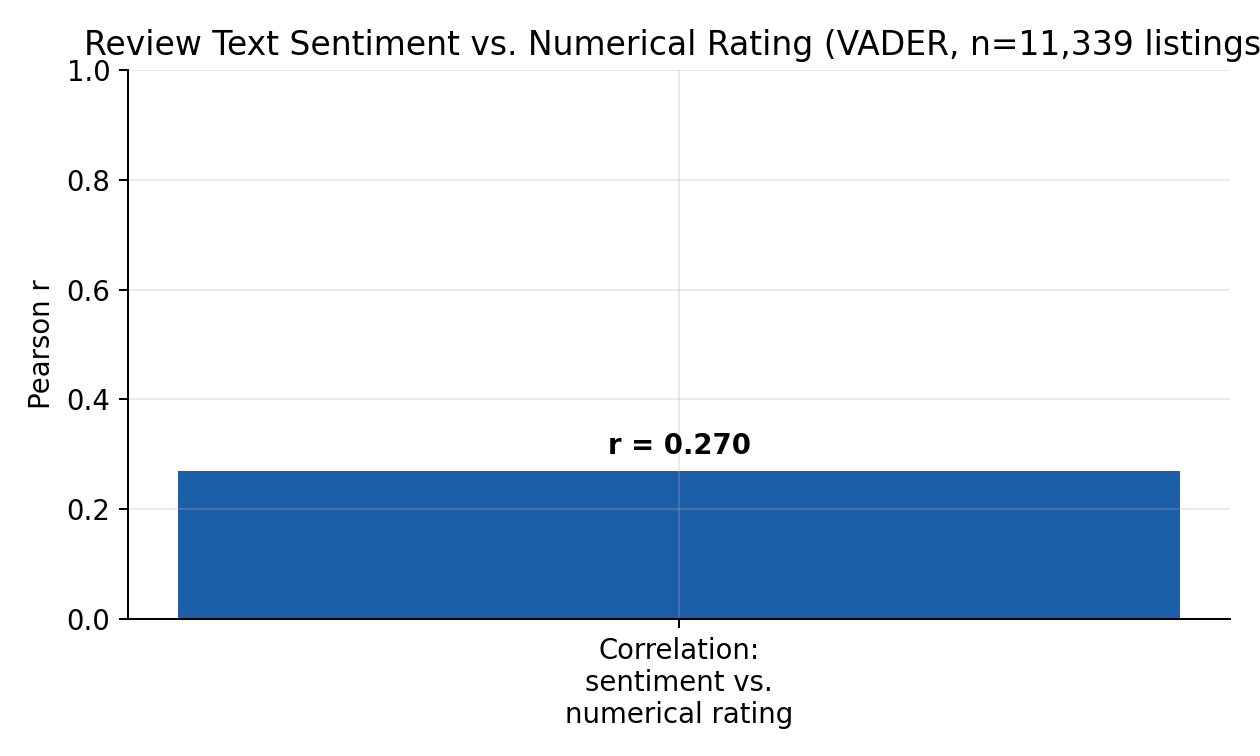 Review Text Sentiment vs. Numerical Rating (VADER, n=11,339 listings
1.0
0.8
0.6
0.4
0.2
0.0
Pearson r
r = 0.270
Correlation:
sentiment vs.
numerical rating